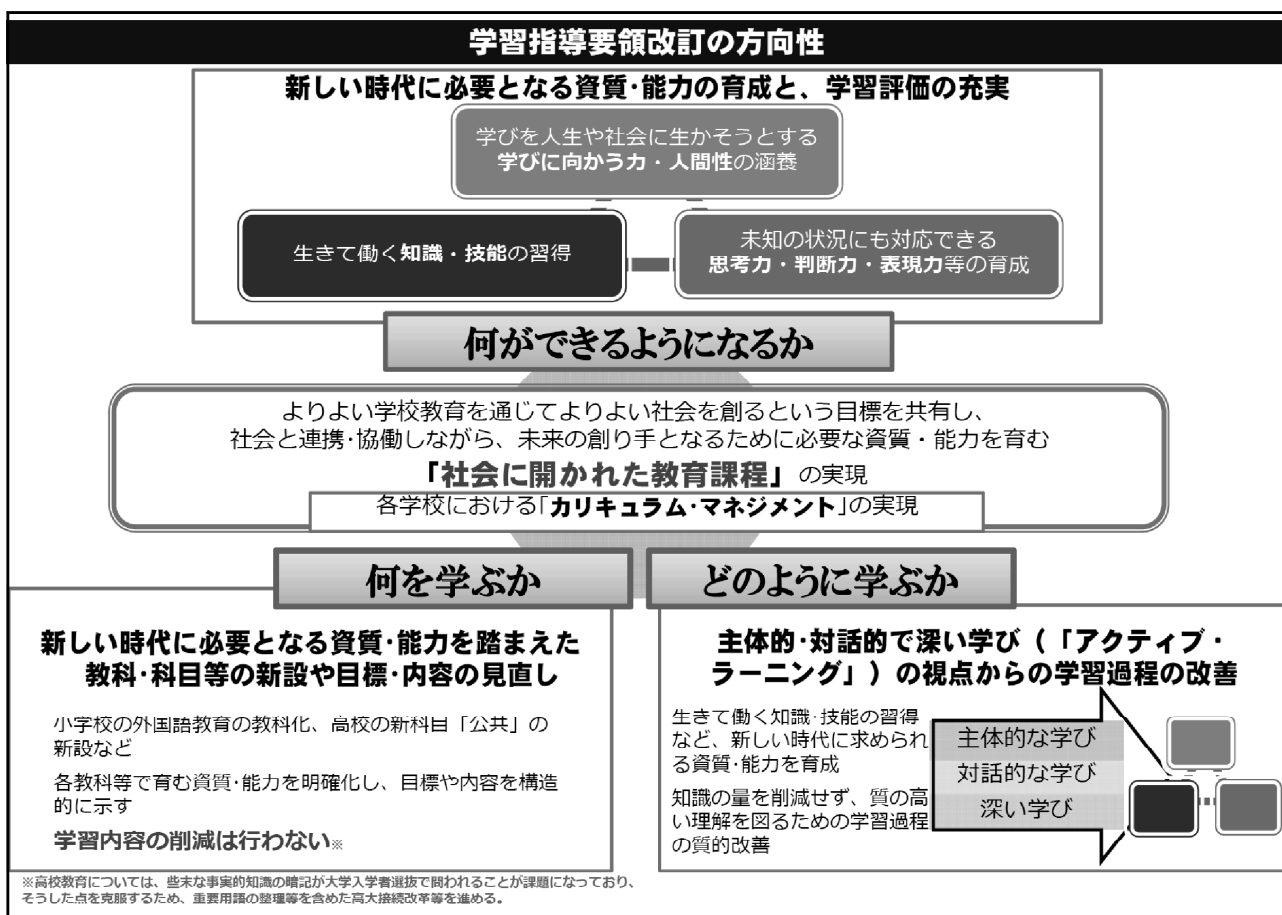 学習指導要領改訂の方向性
新しい時代に必要となる資質･能力の育成と、学習評価の充実
学びを人生や社会に生かそうとする
学びに向かう力・人間性の涵養
生きて働く知識・技能の習得
未知の状況にも対応できる
思考力・判断力・表現力等の育成
何ができるようになるか
よりよい学校教育を通じてよりよい社会を創るという目標を共有し、
社会と連携･協働しながら、未来の創り手となるために必要な資質・能力を育む
「社会に開かれた教育課程」の実現
各学校における｢カリキュラム･マネジメント｣の実現
何を学ぶか
新しい時代に必要となる資質･能力を踏まえた
教科･科目等の新設や目標･内容の見直し
小学校の外国語教育の教科化、高校の新科目「公共」の
新設など
各教科等で育む資質･能力を明確化し、目標や内容を構造
的に示す
学習内容の削減は行わない※
どのように学ぶか
主体的･対話的で深い学び（「アクティブ・
ラーニング」）の視点からの学習過程の改善
生きて働く知識･技能の習得
など、新しい時代に求められ
る資質･能力を育成
知識の量を削減せず、質の高
い理解を図るための学習過程
の質的改善
主体的な学び
対話的な学び
深い学び
※高校教育については、些末な事実的知識の暗記が大学入学者選抜で問われることが課題になっており、
そうした点を克服するため、重要用語の整理等を含めた高大接続改革等を進める。